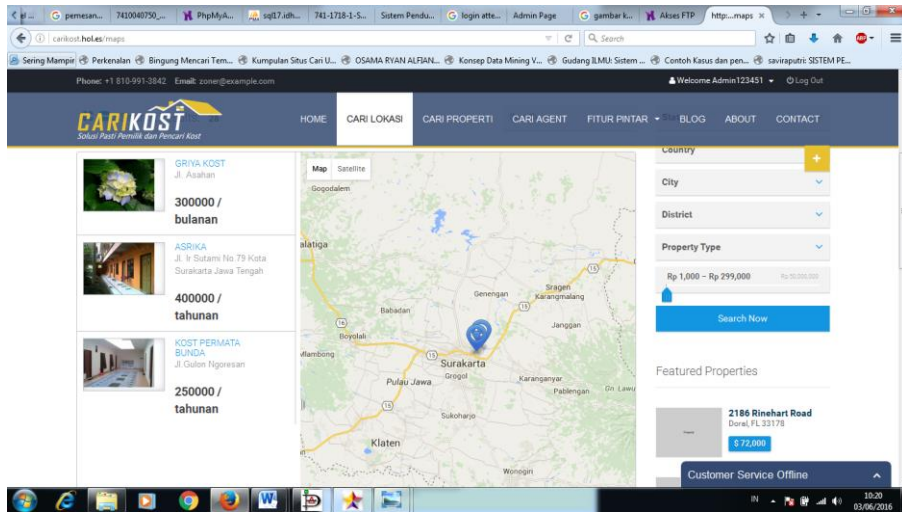 pemesan...
7410040750_...
PhpMyA...
sql17.idh...
741-1718-1-S...
Sistem Pendu...
login atte...
Admin Page
gambar k...
Akses FTP
http:...maps
carikost.hol.es/maps
Search
Sering Mampir
Perkenalan
Bingung Mencari Tem...
Kumpulan Situs Cari U...
OSAMA RYAN ALFIAN...
Konsep Data Mining V...
Gudang ILMU: Sistem ...
Contoh Kasus dan pen...
saviraputri: SISTEM PE...
Phone: +1 810-991-3842 Email: zoner@example.com
Welcome Admin123451
Log Out
CARIKOST
Solusi Pasti Pemilik dan Pencari Kost
HOME
CARI LOKASI
CARI PROPERTI
CARI AGENT
FITUR PINTAR
BLOG
ABOUT
CONTACT
GRIYA KOST
Jl. Asahan
300000 /
bulanan
ASRIKA
Jl. Ir Sutami No.79 Kota
Surakarta Jawa Tengah
400000 /
tahunan
KOST PERMATA
BUNDA
Jl.Gulon Ngoresan
250000 /
tahunan
Map
Satellite
Gogodalem
alatiga
Genengan
Sragen
Karangmalang
15
Babadan
Janggan
16
Boyolali
15
Surakarta
Pulau Jawa
Grogol
Karanganyar
Pablengan
Gn Lawu
15
Sukoharjo
Klaten
Wonogiri
Country
+
City
District
Property Type
Rp 1,000 – Rp 299,000
Search Now
Featured Properties
2186 Rinehart Road
Doral, FL 33178
$ 72,000
Customer Service Offline
IN
10:20
03/06/2016